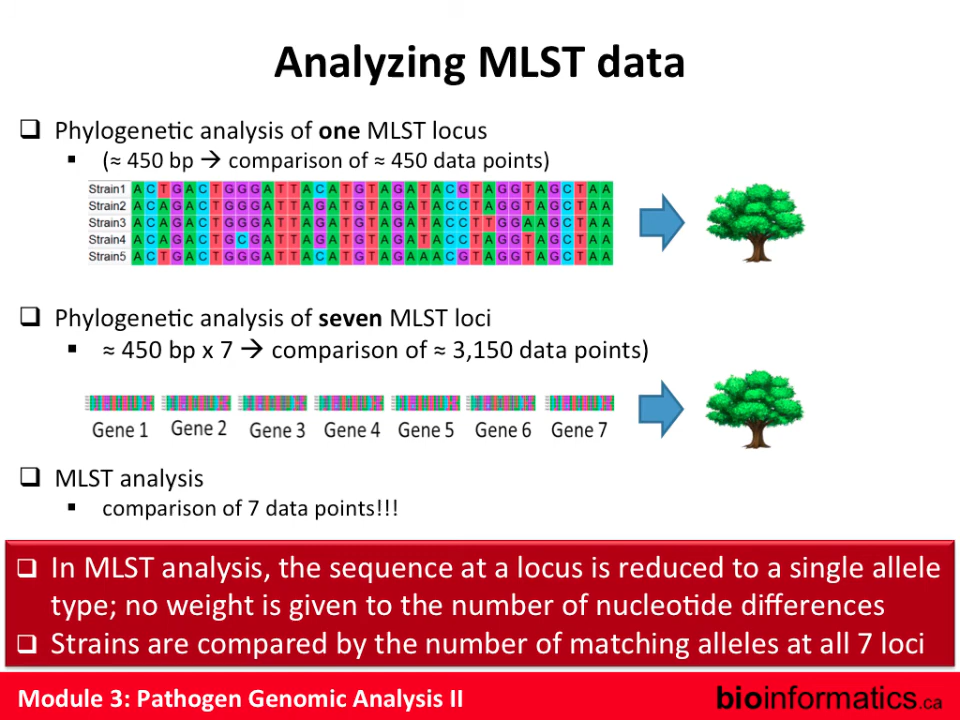 Analyzing MLST data
❑ Phylogenetic analysis of one MLST locus
▪ (≈ 450 bp → comparison of ≈ 450 data points)
Strain1 A C T G A C T G G G A T T A C A T G T A G A T A C G T A G G T A G C T A A
Strain2 A C A G A C T G G G A T T A G A T G T A G A T A C C T A G G T A G C T A A
Strain3 A C A G A C T G G G A T T A G A T G T A G A T A C C T T G G A A G C T A A
Strain4 A C A G A C T G C G A T T A G A T G T A G A T A C C T A G G T A G C T A A
Strain5 A C T G A C T G G G A T T A C A T G T A G A A A C G T A G G T A G C T A A
❑ Phylogenetic analysis of seven MLST loci
▪ ≈ 450 bp x 7 → comparison of ≈ 3,150 data points)
Gene 1 Gene 2 Gene 3 Gene 4 Gene 5 Gene 6 Gene 7
❑ MLST analysis
▪ comparison of 7 data points!!!
❑ In MLST analysis, the sequence at a locus is reduced to a single allele
type; no weight is given to the number of nucleotide differences
❑ Strains are compared by the number of matching alleles at all 7 loci
Module 3: Pathogen Genomic Analysis II
bioinformatics.ca